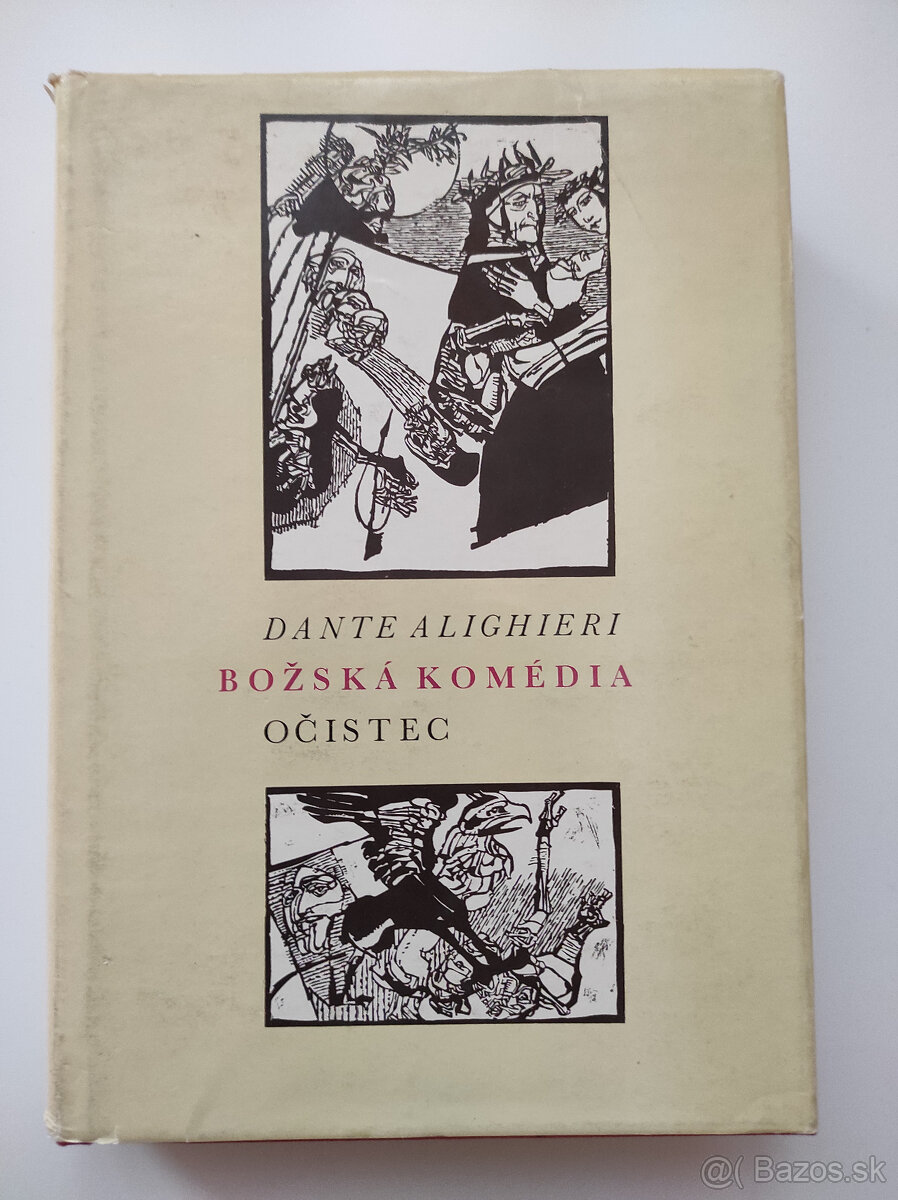 DANTE ALIGHIERI
BOŽSKÁ KOMÉDIA
OČISTEC
@( Bazos.sk